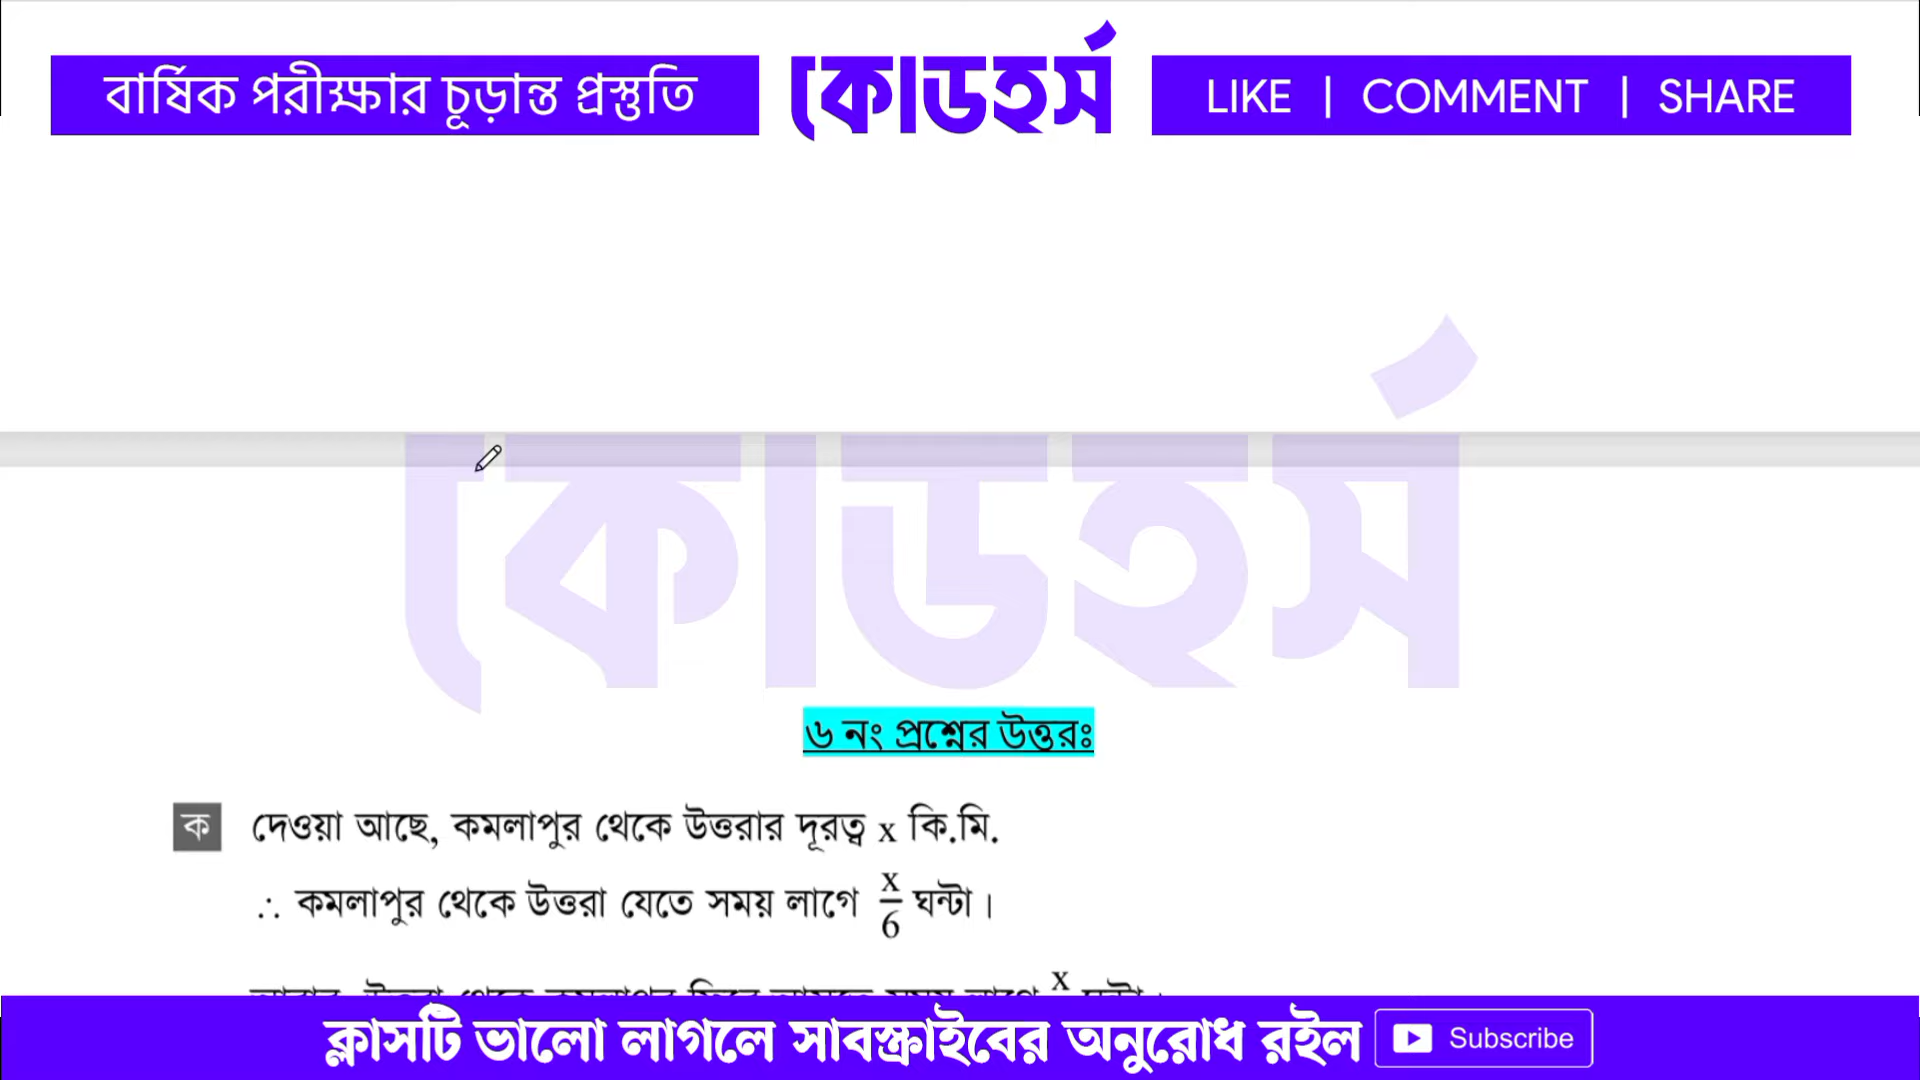 বার্ষিক পরীক্ষার চূড়ান্ত প্রস্তুতি
কোডহর্স
LIKE | COMMENT | SHARE
কোডহর্স
৬ নং প্রশ্নের উত্তরঃ
ক দেওয়া আছে, কমলাপুর থেকে উত্তরার দূরত্ব x কি.মি.
∴ কমলাপুর থেকে উত্তরা যেতে সময় লাগে x/6 ঘন্টা।
ক্লাসটি ভালো লাগলে সাবস্ক্রাইবের অনুরোধ রইল
Subscribe